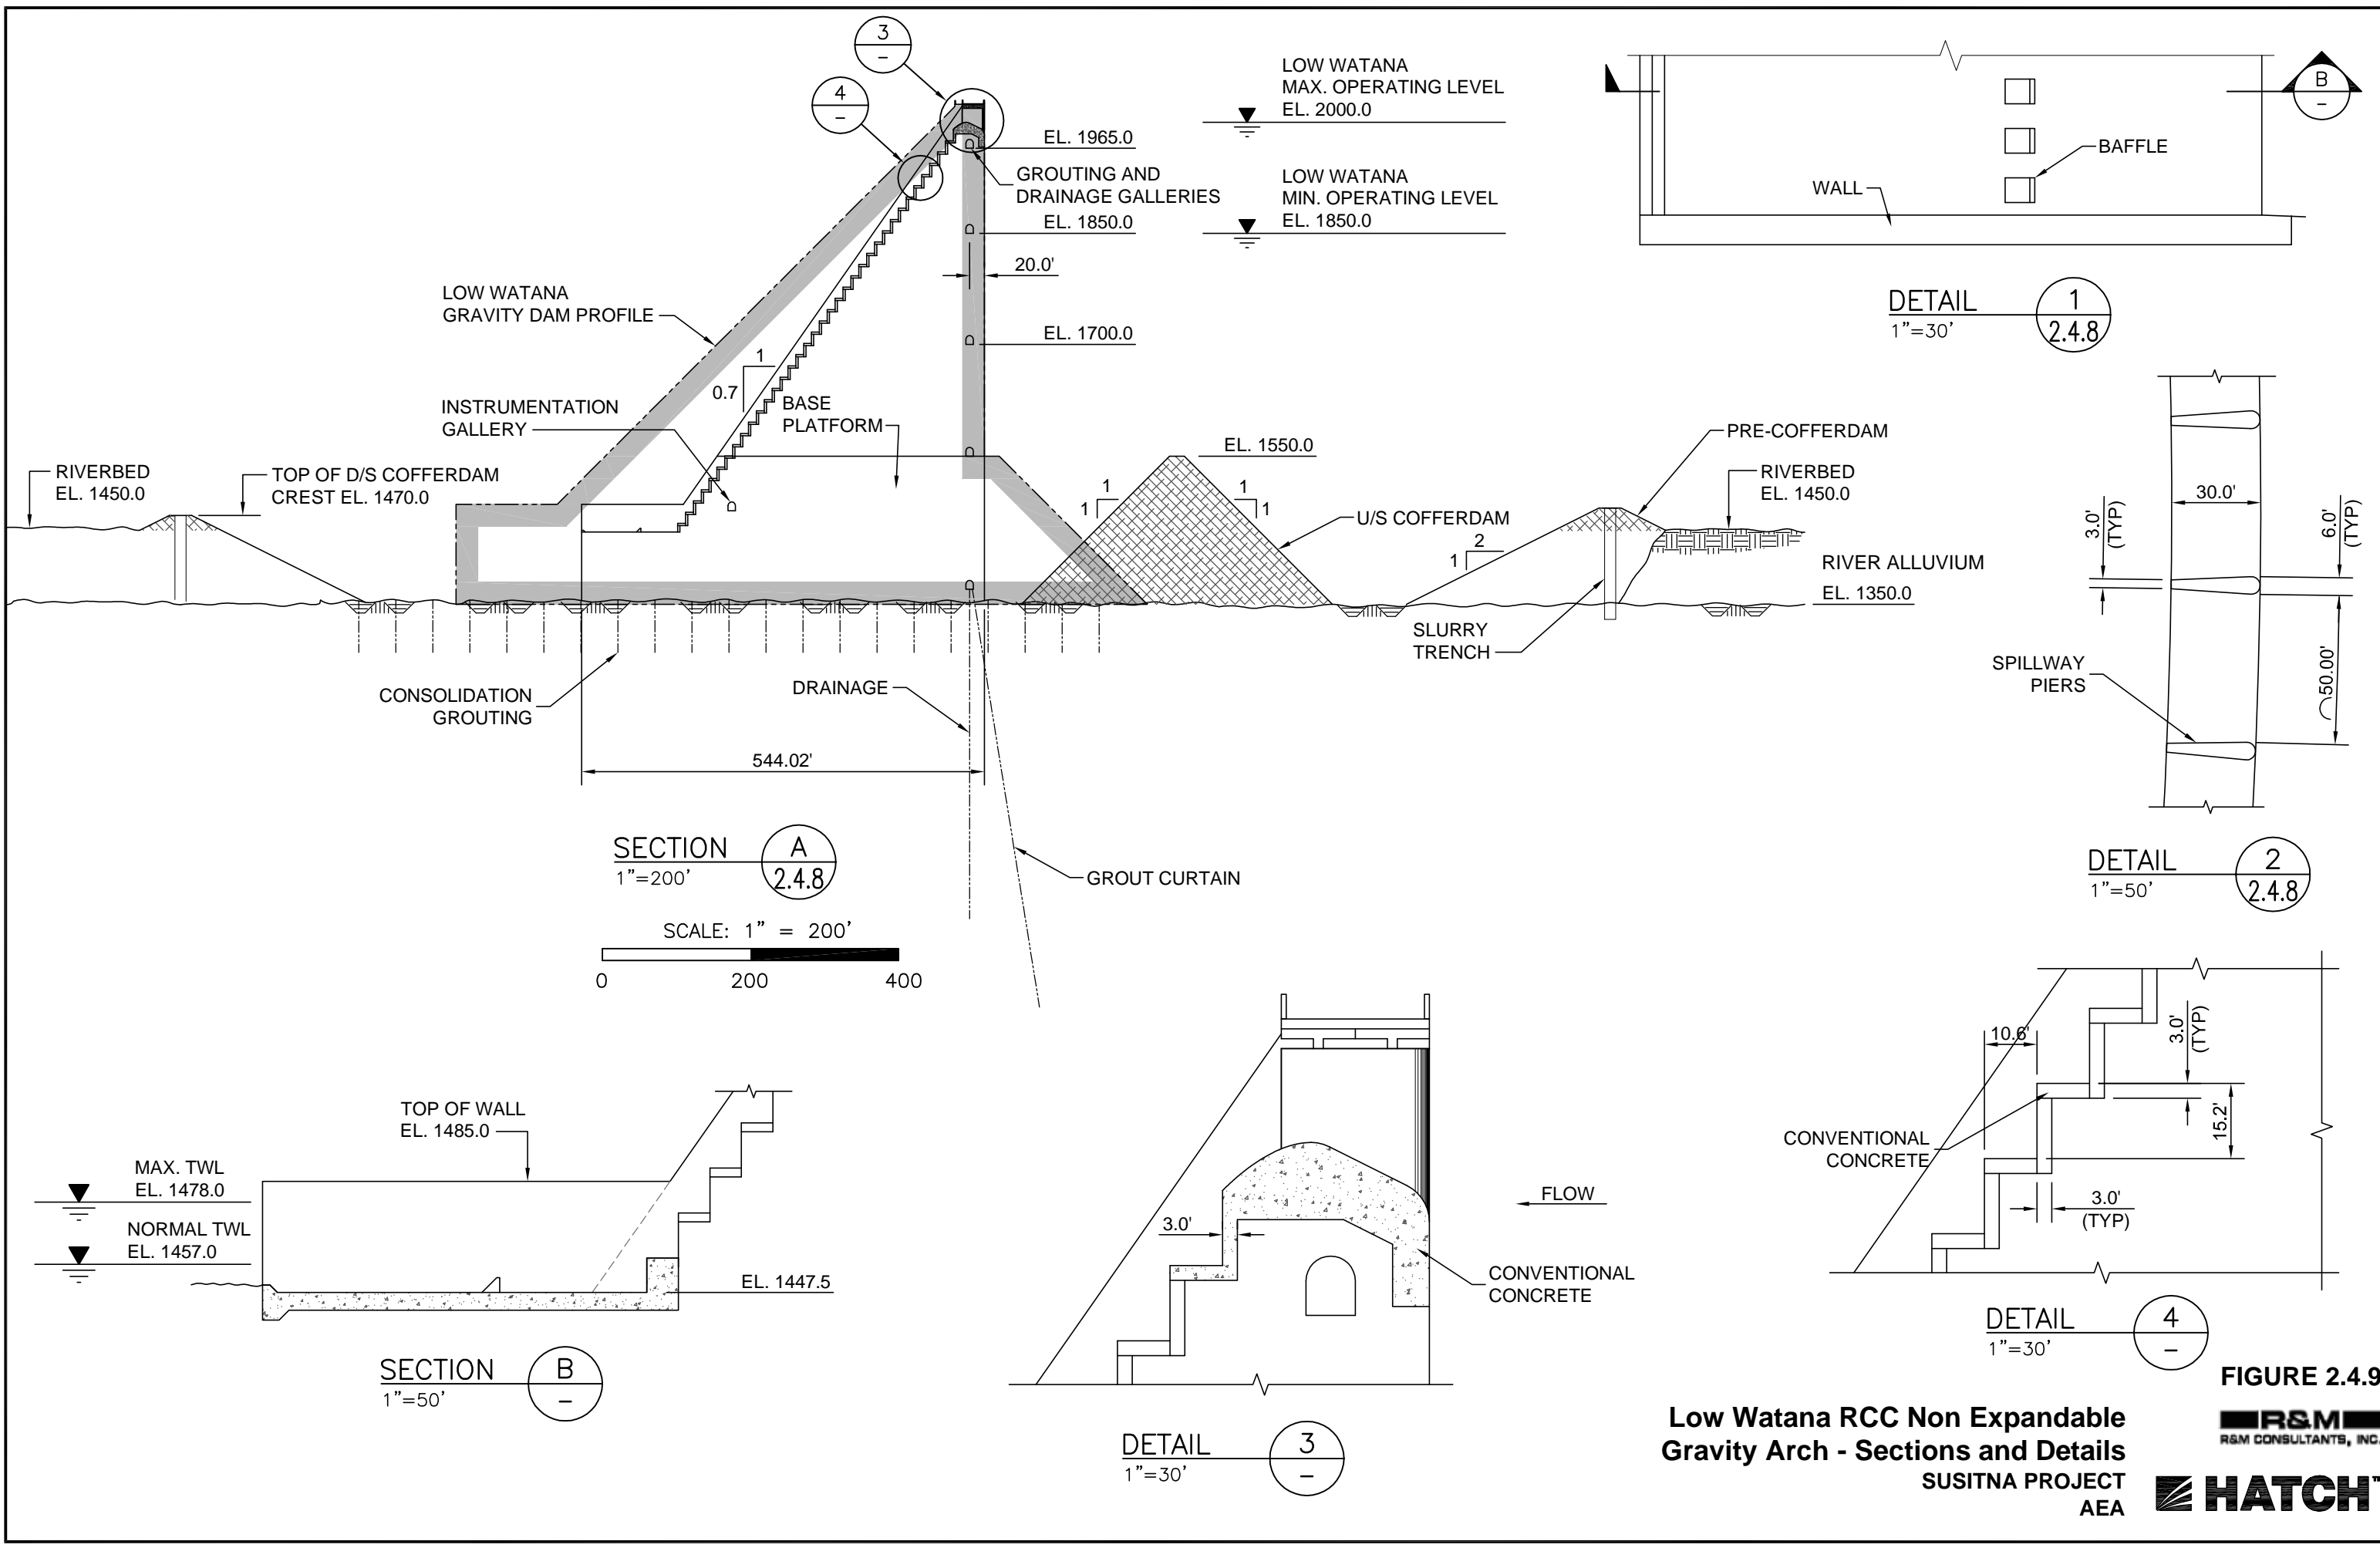 3
–
4
–
LOW WATANA
MAX. OPERATING LEVEL
EL. 2000.0
EL. 1965.0
GROUTING AND
DRAINAGE GALLERIES
LOW WATANA
MIN. OPERATING LEVEL
EL. 1850.0
EL. 1850.0
20.0'
EL. 1700.0
LOW WATANA
GRAVITY DAM PROFILE
1
0.7
INSTRUMENTATION
GALLERY
BASE
PLATFORM
RIVERBED
EL. 1450.0
TOP OF D/S COFFERDAM
CREST EL. 1470.0
EL. 1550.0
1
1
1
1
U/S COFFERDAM
PRE-COFFERDAM
RIVERBED
EL. 1450.0
2
1
RIVER ALLUVIUM
EL. 1350.0
SLURRY
TRENCH
CONSOLIDATION
GROUTING
DRAINAGE
544.02'
GROUT CURTAIN
SECTION
1"=200'
A
2.4.8
SCALE: 1" = 200'
0
200
400
B
–
BAFFLE
WALL
DETAIL
1"=30'
1
2.4.8
30.0'
3.0'
(TYP)
6.0'
(TYP)
50.00'
SPILLWAY
PIERS
DETAIL
1"=50'
2
2.4.8
TOP OF WALL
EL. 1485.0
MAX. TWL
EL. 1478.0
NORMAL TWL
EL. 1457.0
EL. 1447.5
SECTION
1"=50'
B
–
3.0'
FLOW
CONVENTIONAL
CONCRETE
DETAIL
1"=30'
3
–
10.6'
3.0'
(TYP)
15.2'
CONVENTIONAL
CONCRETE
3.0'
(TYP)
DETAIL
1"=30'
4
–
FIGURE 2.4.9
Low Watana RCC Non Expandable
Gravity Arch - Sections and Details
SUSITNA PROJECT
AEA
R&M
R&M CONSULTANTS, INC.
HATCH